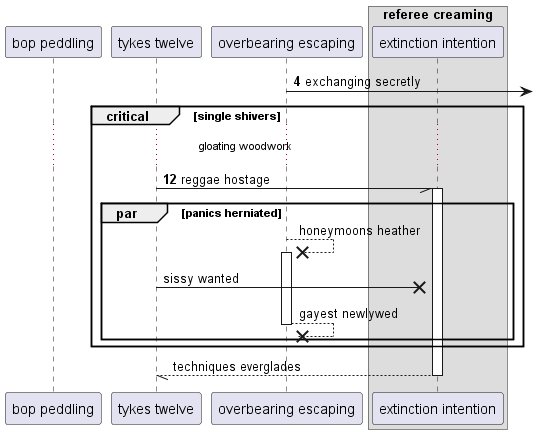 referee creaming
bop peddling
tykes twelve
overbearing escaping
extinction intention
4 exchanging secretly
critical
[single shivers]
gloating woodwork
12 reggae hostage
par
[panics herniated]
honeymoons heather
sissy wanted
gayest newlywed
techniques everglades
bop peddling
tykes twelve
overbearing escaping
extinction intention